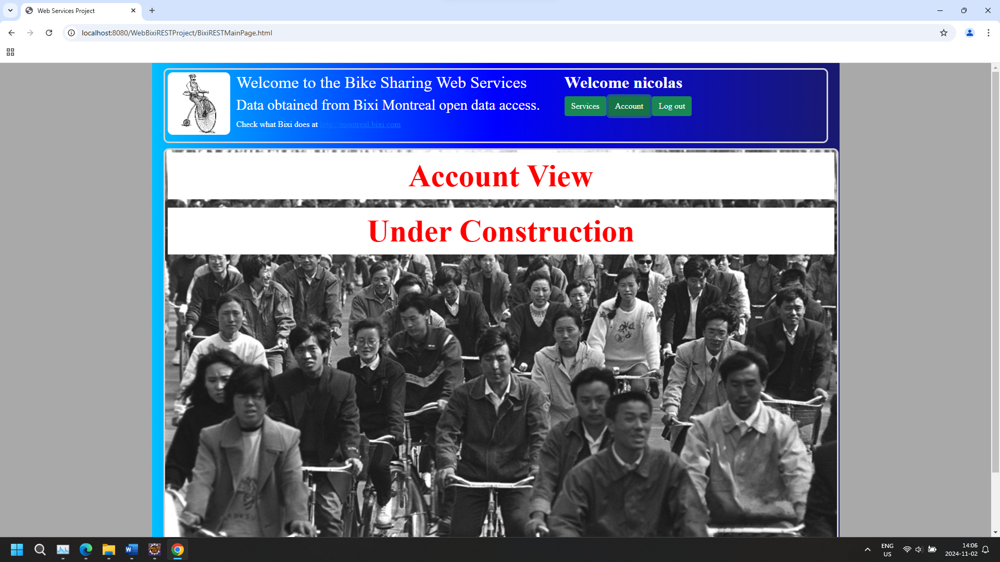 Web Services Project
localhost:8080/WebBixiRESTProject/BixiRESTMainPage.html
Welcome to the Bike Sharing Web Services
Data obtained from Bixi Montreal open data access.
Check what Bixi does at http://montreal.bixi.com
Welcome nicolas
Services Account Log out
Account View
Under Construction
ENG
US
14:06
2024-11-02